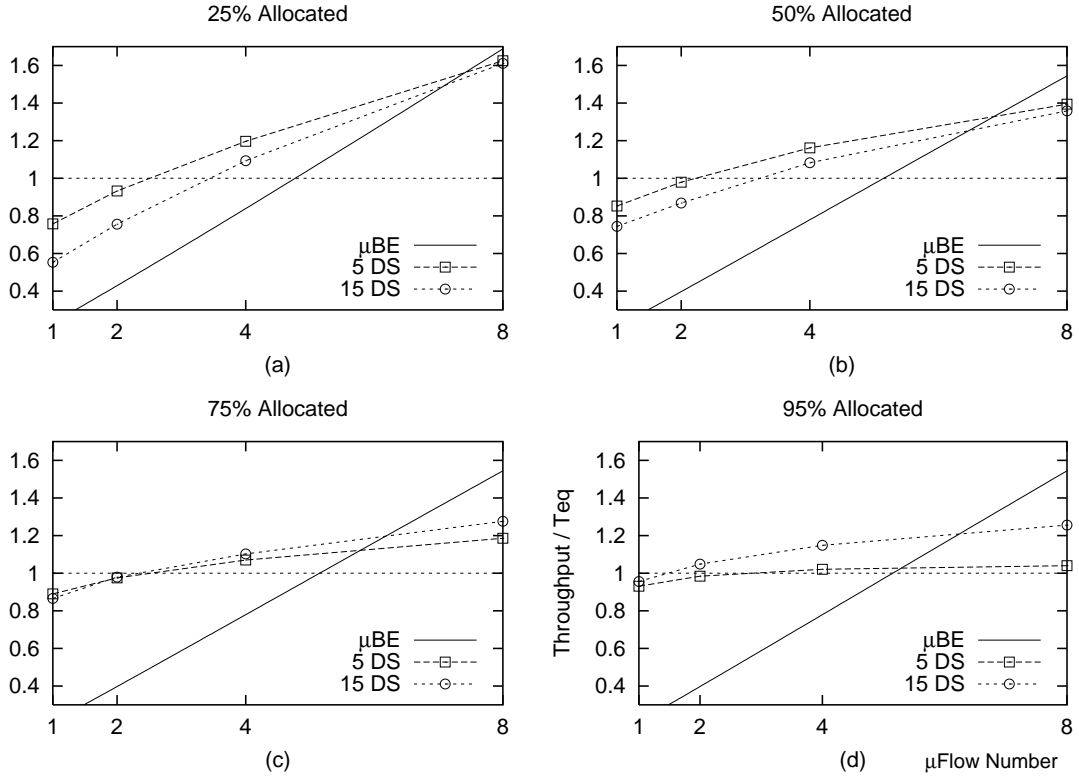 25% Allocated
1.6
1.4
1.2
1
0.8
0.6
0.4
1 2 4 8
μBE
5 DS
15 DS
(a)
50% Allocated
1.6
1.4
1.2
1
0.8
0.6
0.4
1 2 4 8
μBE
5 DS
15 DS
(b)
75% Allocated
1.6
1.4
1.2
1
0.8
0.6
0.4
1 2 4 8
μBE
5 DS
15 DS
(c)
95% Allocated
Throughput / Teq
1.6
1.4
1.2
1
0.8
0.6
0.4
1 2 4 8
μBE
5 DS
15 DS
(d)
μFlow Number